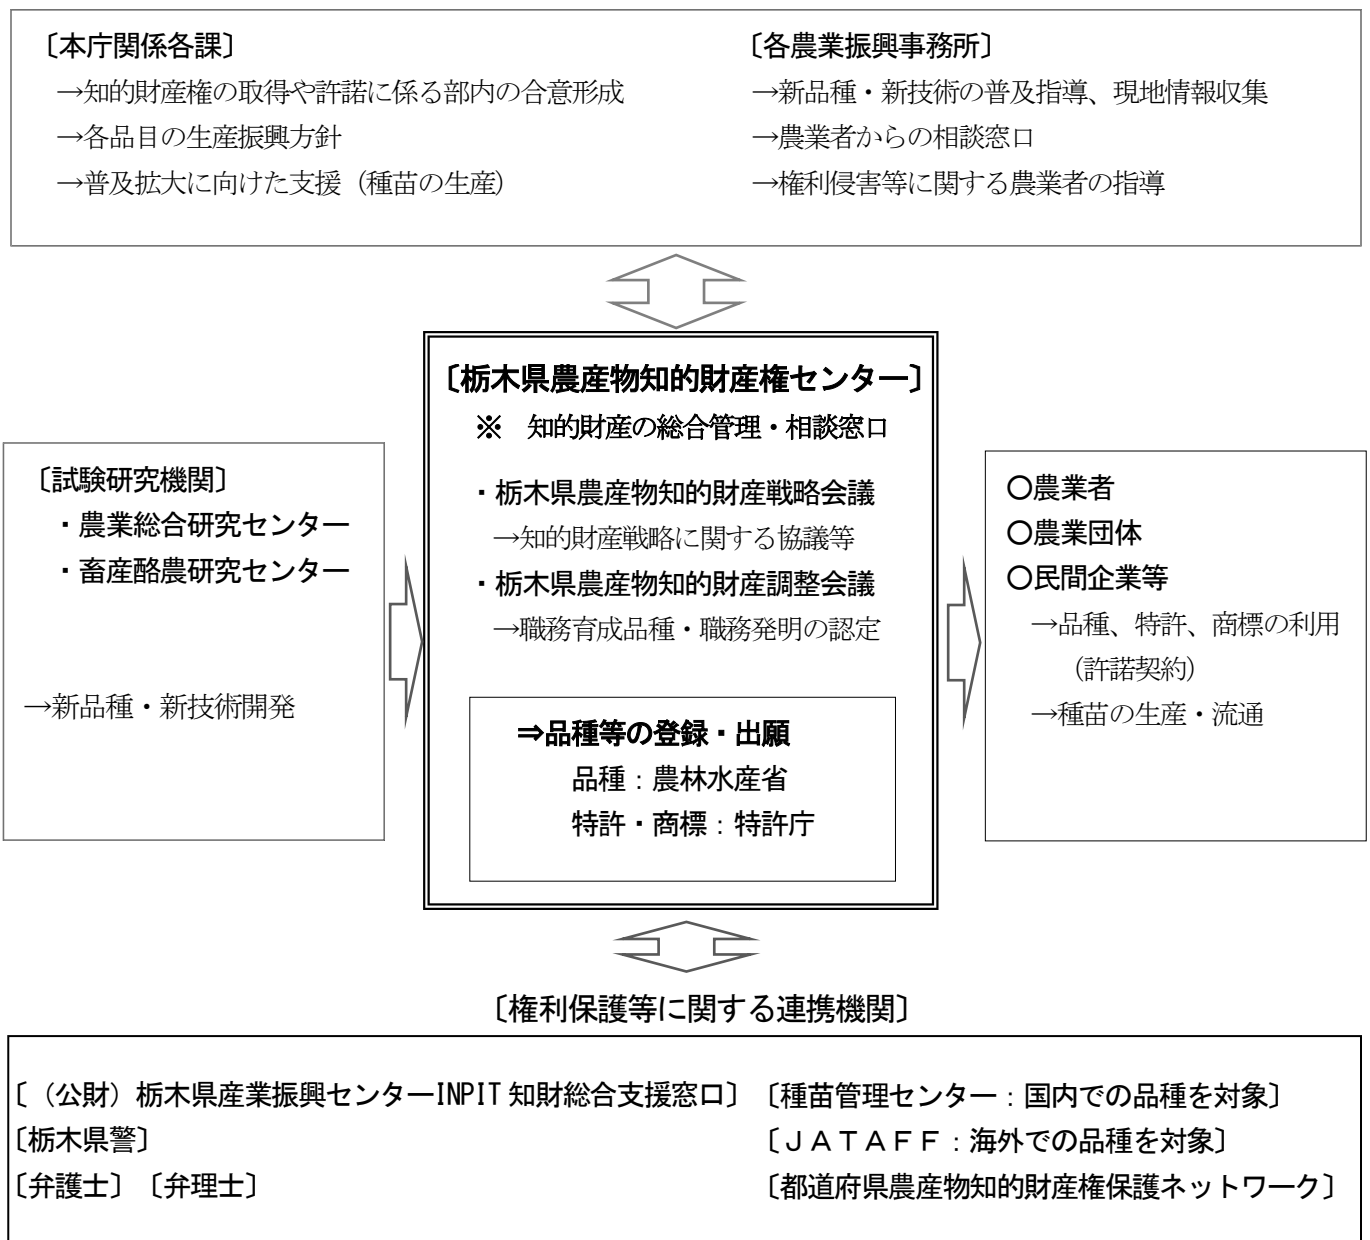 〔本庁関係各課〕
→知的財産権の取得や許諾に係る部内の合意形成
→各品目の生産振興方針
→普及拡大に向けた支援（種苗の生産）
〔各農業振興事務所〕
→新品種・新技術の普及指導、現地情報収集
→農業者からの相談窓口
→権利侵害等に関する農業者の指導
〔試験研究機関〕
・農業総合研究センター
・畜産酪農研究センター
→新品種・新技術開発
〔栃木県農産物知的財産権センター〕
※　知的財産の総合管理・相談窓口
・栃木県農産物知的財産戦略会議
→知的財産戦略に関する協議等
・栃木県農産物知的財産調整会議
→職務育成品種・職務発明の認定
⇒品種等の登録・出願
品種：農林水産省
特許・商標：特許庁
〇農業者
〇農業団体
〇民間企業等
→品種、特許、商標の利用
（許諾契約）
→種苗の生産・流通
〔権利保護等に関する連携機関〕
〔（公財）栃木県産業振興センターINPIT 知財総合支援窓口〕
〔栃木県警〕
〔弁護士〕〔弁理士〕
〔種苗管理センター：国内での品種を対象〕
〔ＪＡＴＡＦＦ：海外での品種を対象〕
〔都道府県農産物知的財産権保護ネットワーク〕